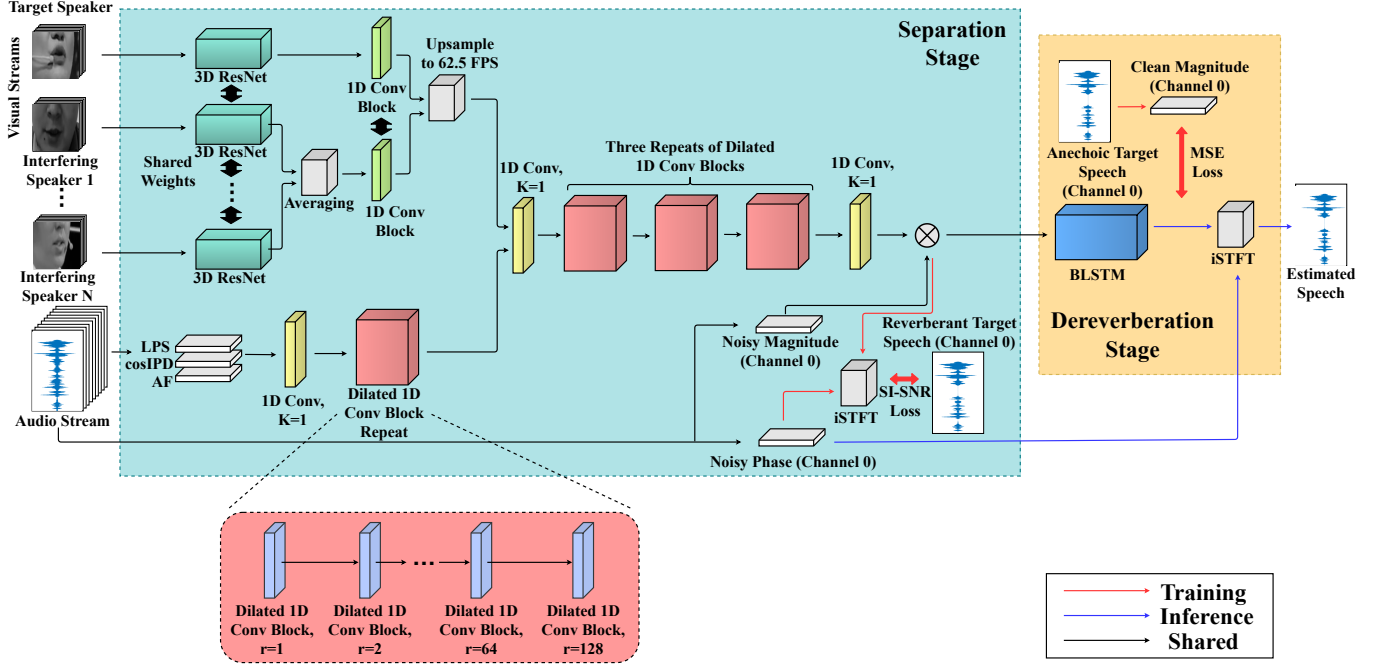 Target Speaker
Visual Streams
Interfering
Speaker 1
Interfering
Speaker N
Audio Stream
3D ResNet
3D ResNet
Shared
Weights
3D ResNet
Averaging
1D Conv
Block
1D Conv
Block
Upsample
to 62.5 FPS
Separation
Stage
1D Conv,
K=1
Three Repeats of Dilated
1D Conv Blocks
1D Conv,
K=1
LPS
cosIPD
AF
1D Conv,
K=1
Dilated 1D
Conv Block
Repeat
Noisy Magnitude
(Channel 0)
Reverberant Target
Speech (Channel 0)
iSTFT
SI-SNR
Loss
Noisy Phase (Channel 0)
Clean Magnitude
(Channel 0)
Anechoic Target
Speech
(Channel 0)
MSE
Loss
BLSTM
iSTFT
Estimated
Speech
Dereverberation
Stage
Dilated 1D
Conv Block,
r=1
Dilated 1D
Conv Block,
r=2
...
Dilated 1D
Conv Block,
r=64
Dilated 1D
Conv Block,
r=128
Training
Inference
Shared